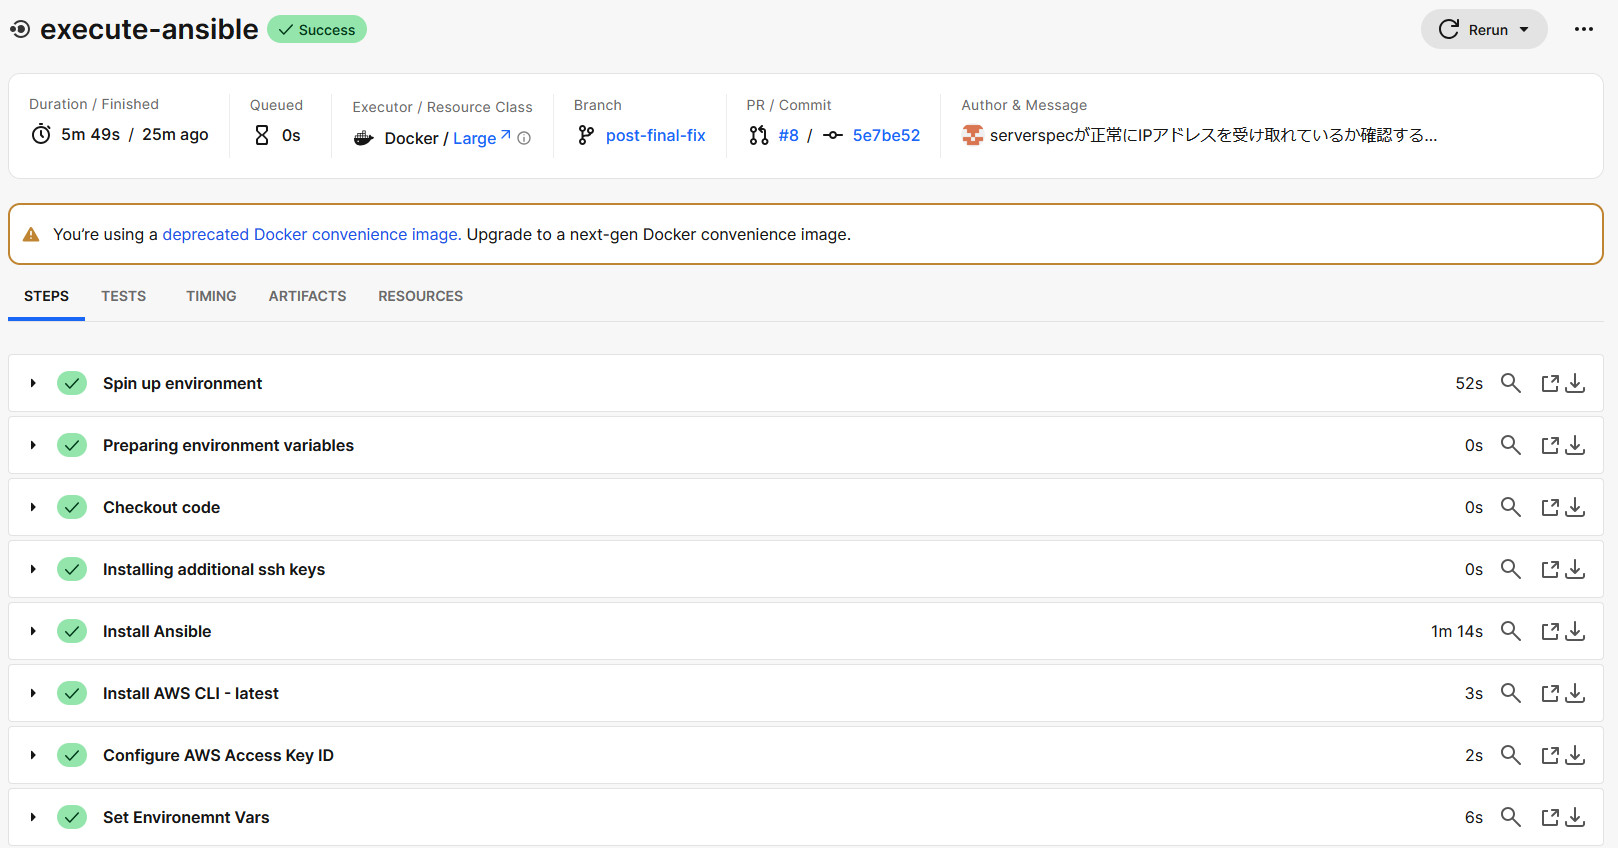 execute-ansible Success Rerun
Duration / Finished Queued Executor / Resource Class Branch PR / Commit Author & Message
5m 49s / 25m ago 0s Docker / Large post-final-fix #8 / 5e7be52 serverspecが正常にIPアドレスを受け取れているか確認する...
You’re using a deprecated Docker convenience image. Upgrade to a next-gen Docker convenience image.
STEPS TESTS TIMING ARTIFACTS RESOURCES
Spin up environment 52s
Preparing environment variables 0s
Checkout code 0s
Installing additional ssh keys 0s
Install Ansible 1m 14s
Install AWS CLI - latest 3s
Configure AWS Access Key ID 2s
Set Environemnt Vars 6s